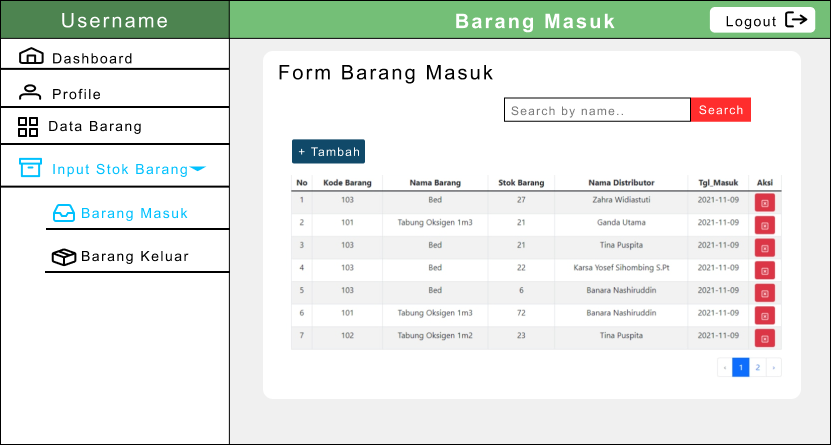 Username
Barang Masuk
Logout
Dashboard
Profile
Data Barang
Input Stok Barang
Barang Masuk
Barang Keluar
Form Barang Masuk
Search by name..
Search
+ Tambah
No Kode Barang Nama Barang Stok Barang Nama Distributor Tgl_Masuk Aksi
1 103 Bed 27 Zahra Widiastuti 2021-11-09
2 101 Tabung Oksigen 1m3 21 Ganda Utama 2021-11-09
3 103 Bed 21 Tina Puspita 2021-11-09
4 103 Bed 22 Karsa Yosef Sihombing S.Pt 2021-11-09
5 103 Bed 6 Banara Nashiruddin 2021-11-09
6 101 Tabung Oksigen 1m3 72 Banara Nashiruddin 2021-11-09
7 102 Tabung Oksigen 1m2 23 Tina Puspita 2021-11-09
‹ 1 2 ›